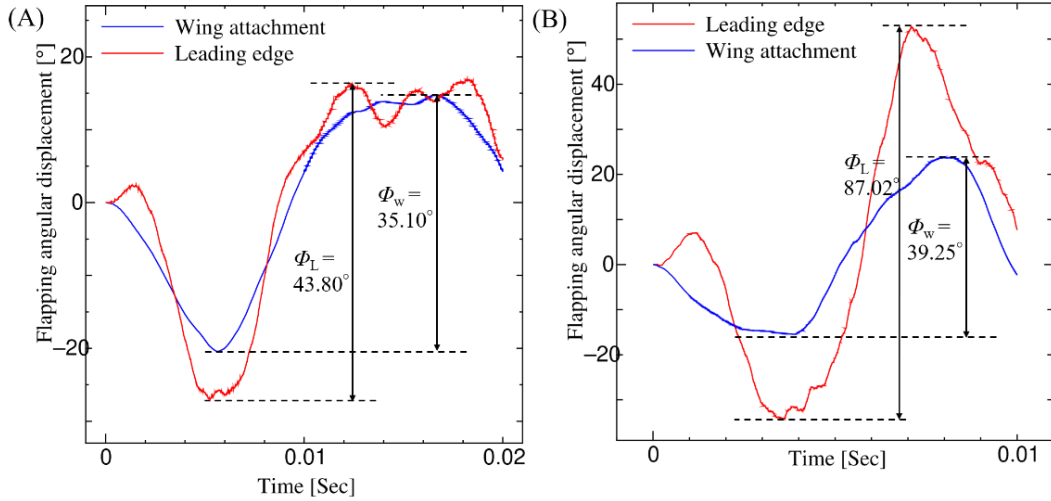 (A)
Wing attachment
Leading edge
Flapping angular displacement [°]
20
0
−20
Φw =
35.10°
ΦL =
43.80°
0
0.01
0.02
Time [Sec]
(B)
Leading edge
Wing attachment
Flapping angular displacement [°]
40
20
0
−20
ΦL =
87.02°
Φw =
39.25°
0
Time [Sec]
0.01